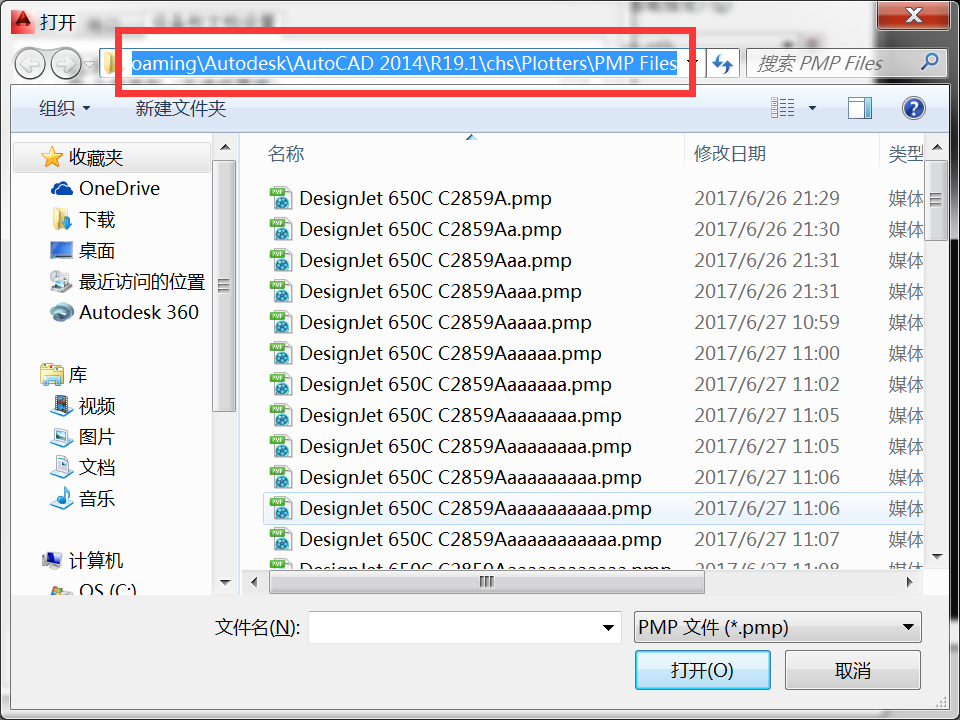 打开
oaming\Autodesk\AutoCAD 2014\R19.1\chs\Plotters\PMP Files
搜索 PMP Files
组织
新建文件夹
名称
修改日期
类型
收藏夹
OneDrive
下载
桌面
最近访问的位置
Autodesk 360
库
视频
图片
文档
音乐
计算机
OS (C:)
DesignJet 650C C2859A.pmp 2017/6/26 21:29 媒体
DesignJet 650C C2859Aa.pmp 2017/6/26 21:30 媒体
DesignJet 650C C2859Aaa.pmp 2017/6/26 21:31 媒体
DesignJet 650C C2859Aaaa.pmp 2017/6/26 21:31 媒体
DesignJet 650C C2859Aaaaa.pmp 2017/6/27 10:59 媒体
DesignJet 650C C2859Aaaaaa.pmp 2017/6/27 11:00 媒体
DesignJet 650C C2859Aaaaaaa.pmp 2017/6/27 11:02 媒体
DesignJet 650C C2859Aaaaaaaa.pmp 2017/6/27 11:05 媒体
DesignJet 650C C2859Aaaaaaaaa.pmp 2017/6/27 11:05 媒体
DesignJet 650C C2859Aaaaaaaaaa.pmp 2017/6/27 11:06 媒体
DesignJet 650C C2859Aaaaaaaaaaa.pmp 2017/6/27 11:06 媒体
DesignJet 650C C2859Aaaaaaaaaaaa.pmp 2017/6/27 11:07 媒体
DesignJet 650C 2017/6/27 11:08 媒体
文件名(N):
PMP 文件 (*.pmp)
打开(O)
取消